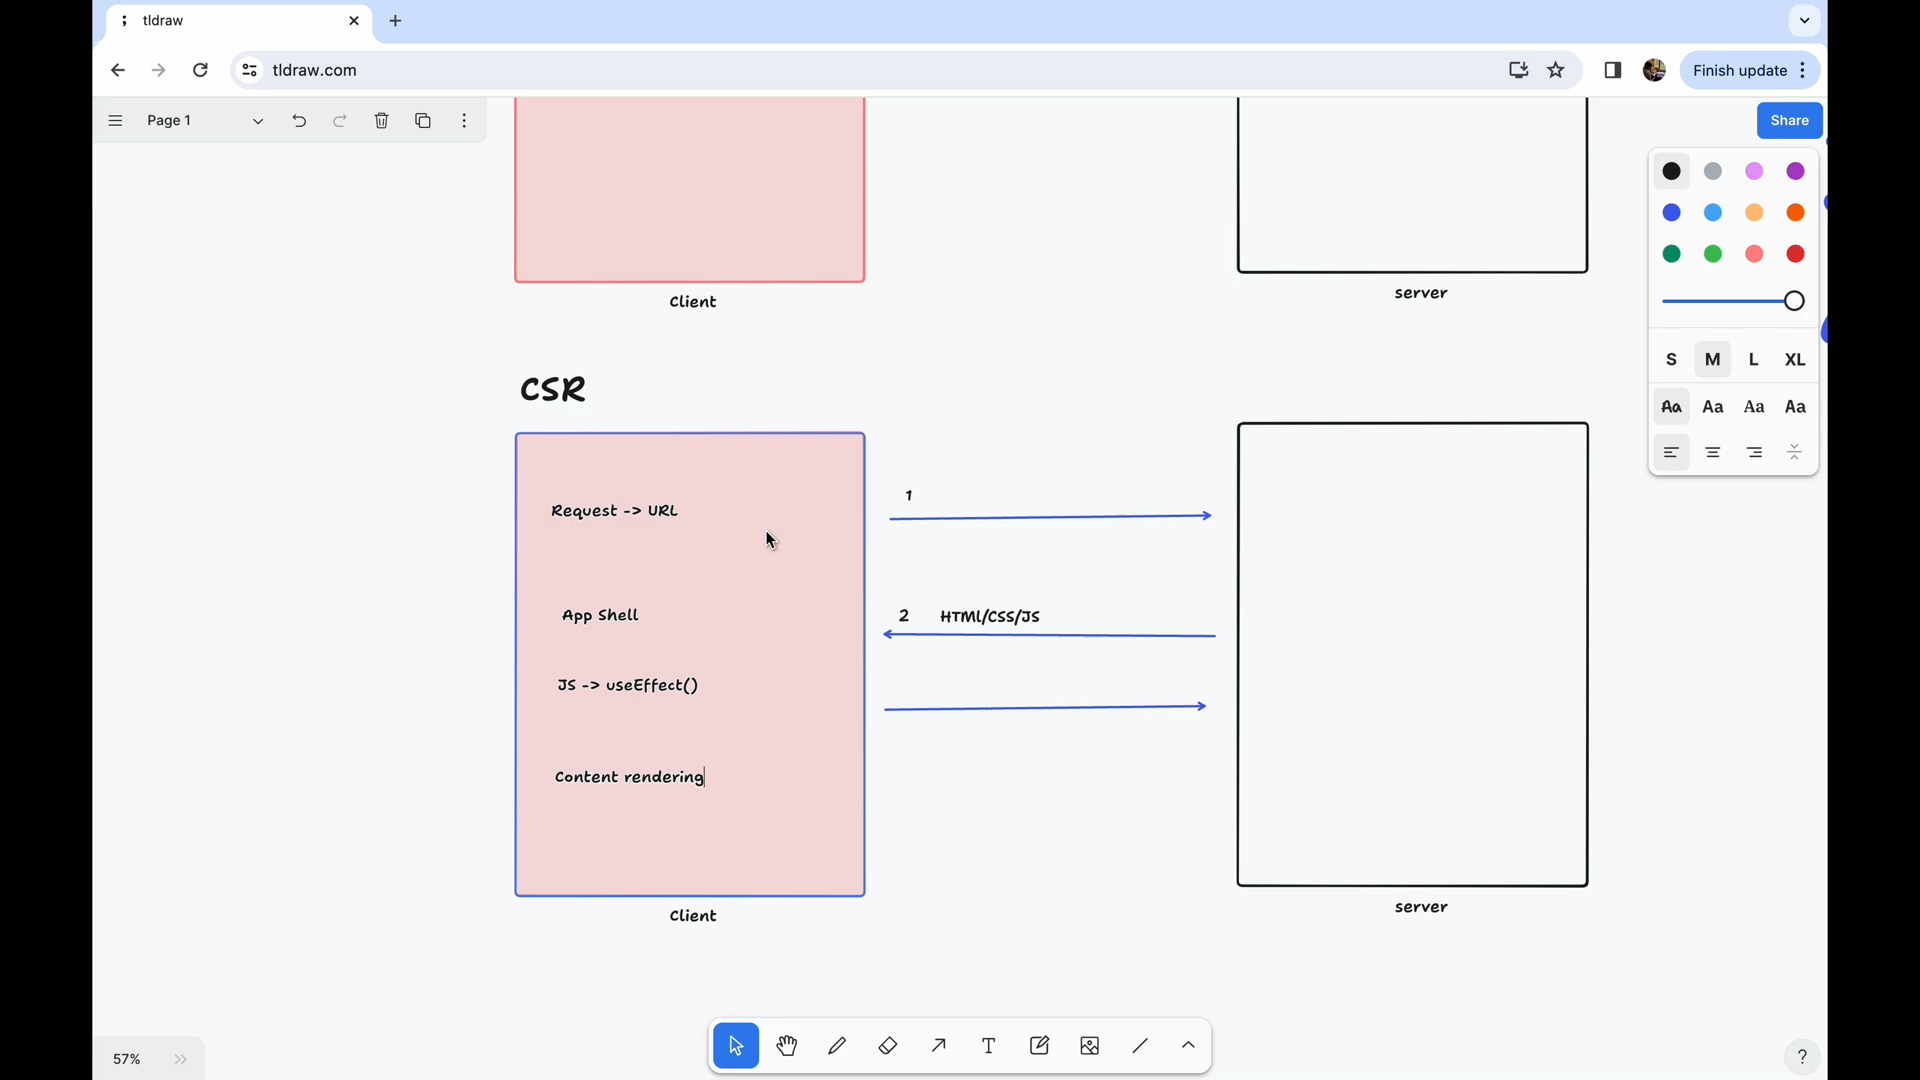 tldraw
tldraw.com
Finish update
Page 1
Share
S M L XL
Aa Aa Aa Aa
Client
server
CSR
Request -> URL
1
App Shell
2 HTMl/CSS/JS
JS -> useEffect()
Content rendering
Client
server
57%
T
?